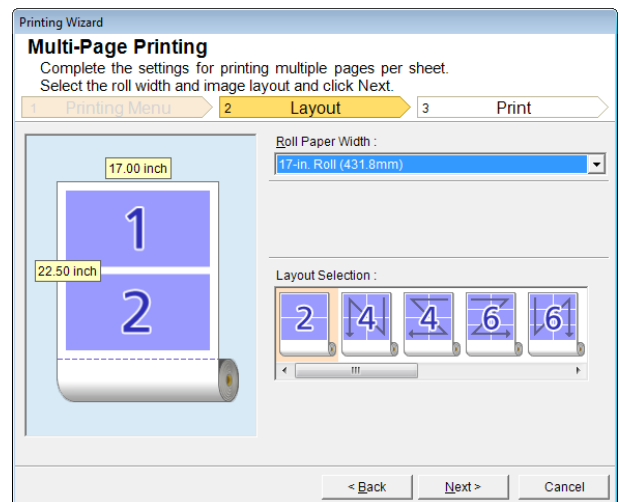 Printing Wizard
Multi-Page Printing
Complete the settings for printing multiple pages per sheet.
Select the roll width and image layout and click Next.
1 Printing Menu 2 Layout 3 Print
Roll Paper Width :
17-in. Roll (431.8mm)
17.00 inch
1
22.50 inch
2
Layout Selection :
2 4 4 6 6
< Back Next > Cancel